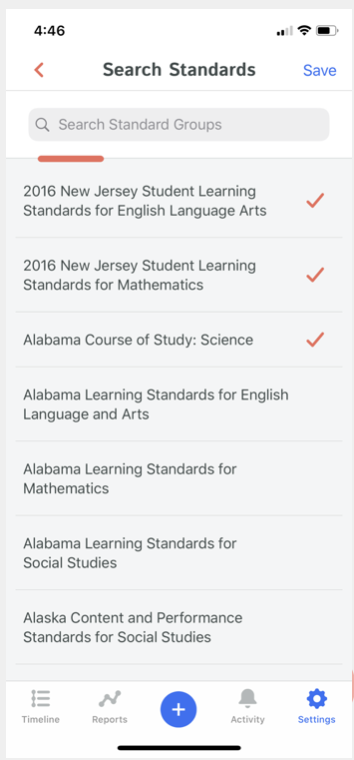 4:46
Search Standards
Save
Search Standard Groups
2016 New Jersey Student Learning
Standards for English Language Arts
2016 New Jersey Student Learning
Standards for Mathematics
Alabama Course of Study: Science
Alabama Learning Standards for English
Language and Arts
Alabama Learning Standards for
Mathematics
Alabama Learning Standards for
Social Studies
Alaska Content and Performance
Standards for Social Studies
Timeline
Reports
Activity
Settings